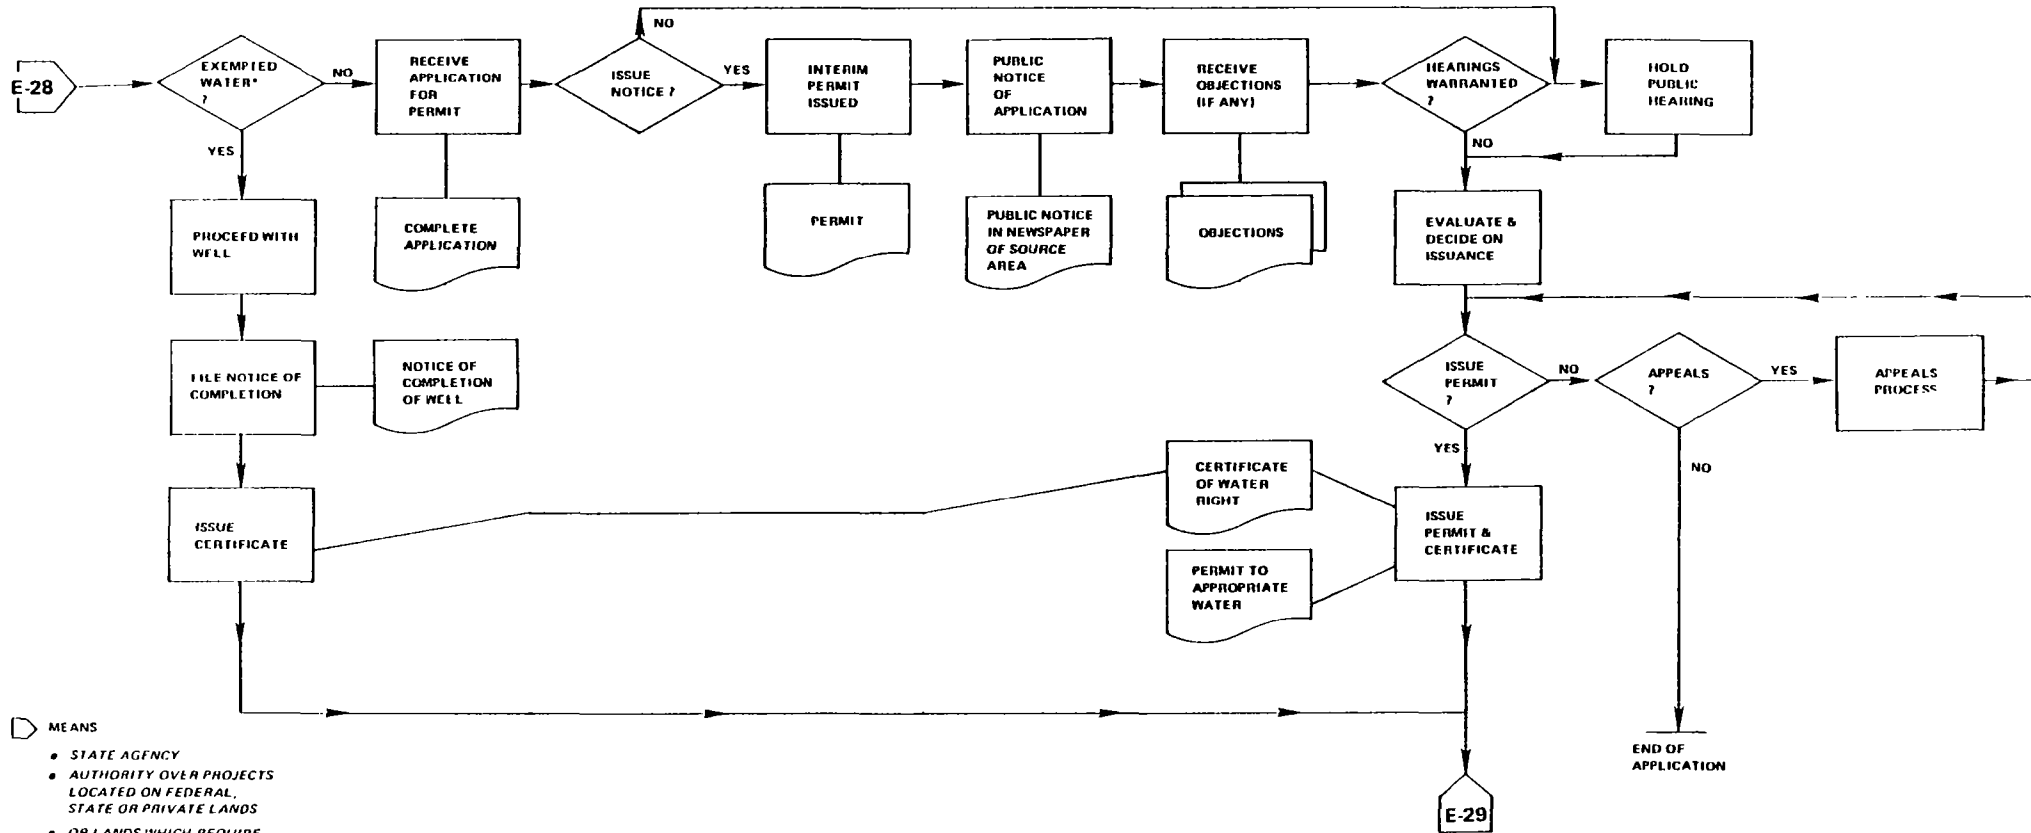 E-28
EXEMPTED
WATER*
?
NO
YES
RECEIVE
APPLICATION
FOR
PERMIT
COMPLETE
APPLICATION
ISSUE
NOTICE ?
NO
YES
INTERIM
PERMIT
ISSUED
PERMIT
PUBLIC
NOTICE
OF
APPLICATION
PUBLIC NOTICE
IN NEWSPAPER
OF SOURCE
AREA
RECEIVE
OBJECTIONS
(IF ANY)
OBJECTIONS
HEARINGS
WARRANTED
?
NO
HOLD
PUBLIC
HEARING
EVALUATE &
DECIDE ON
ISSUANCE
PROCEED WITH
WELL
FILE NOTICE OF
COMPLETION
NOTICE OF
COMPLETION
OF WELL
ISSUE
CERTIFICATE
ISSUE
PERMIT
?
NO
YES
APPEALS
?
YES
NO
APPEALS
PROCESS
CERTIFICATE
OF WATER
RIGHT
PERMIT TO
APPROPRIATE
WATER
ISSUE
PERMIT &
CERTIFICATE
END OF
APPLICATION
E-29
MEANS
• STATE AGENCY
• AUTHORITY OVER PROJECTS
LOCATED ON FEDERAL,
STATE OR PRIVATE LANDS
• OR LANDS WHICH REQUIRE